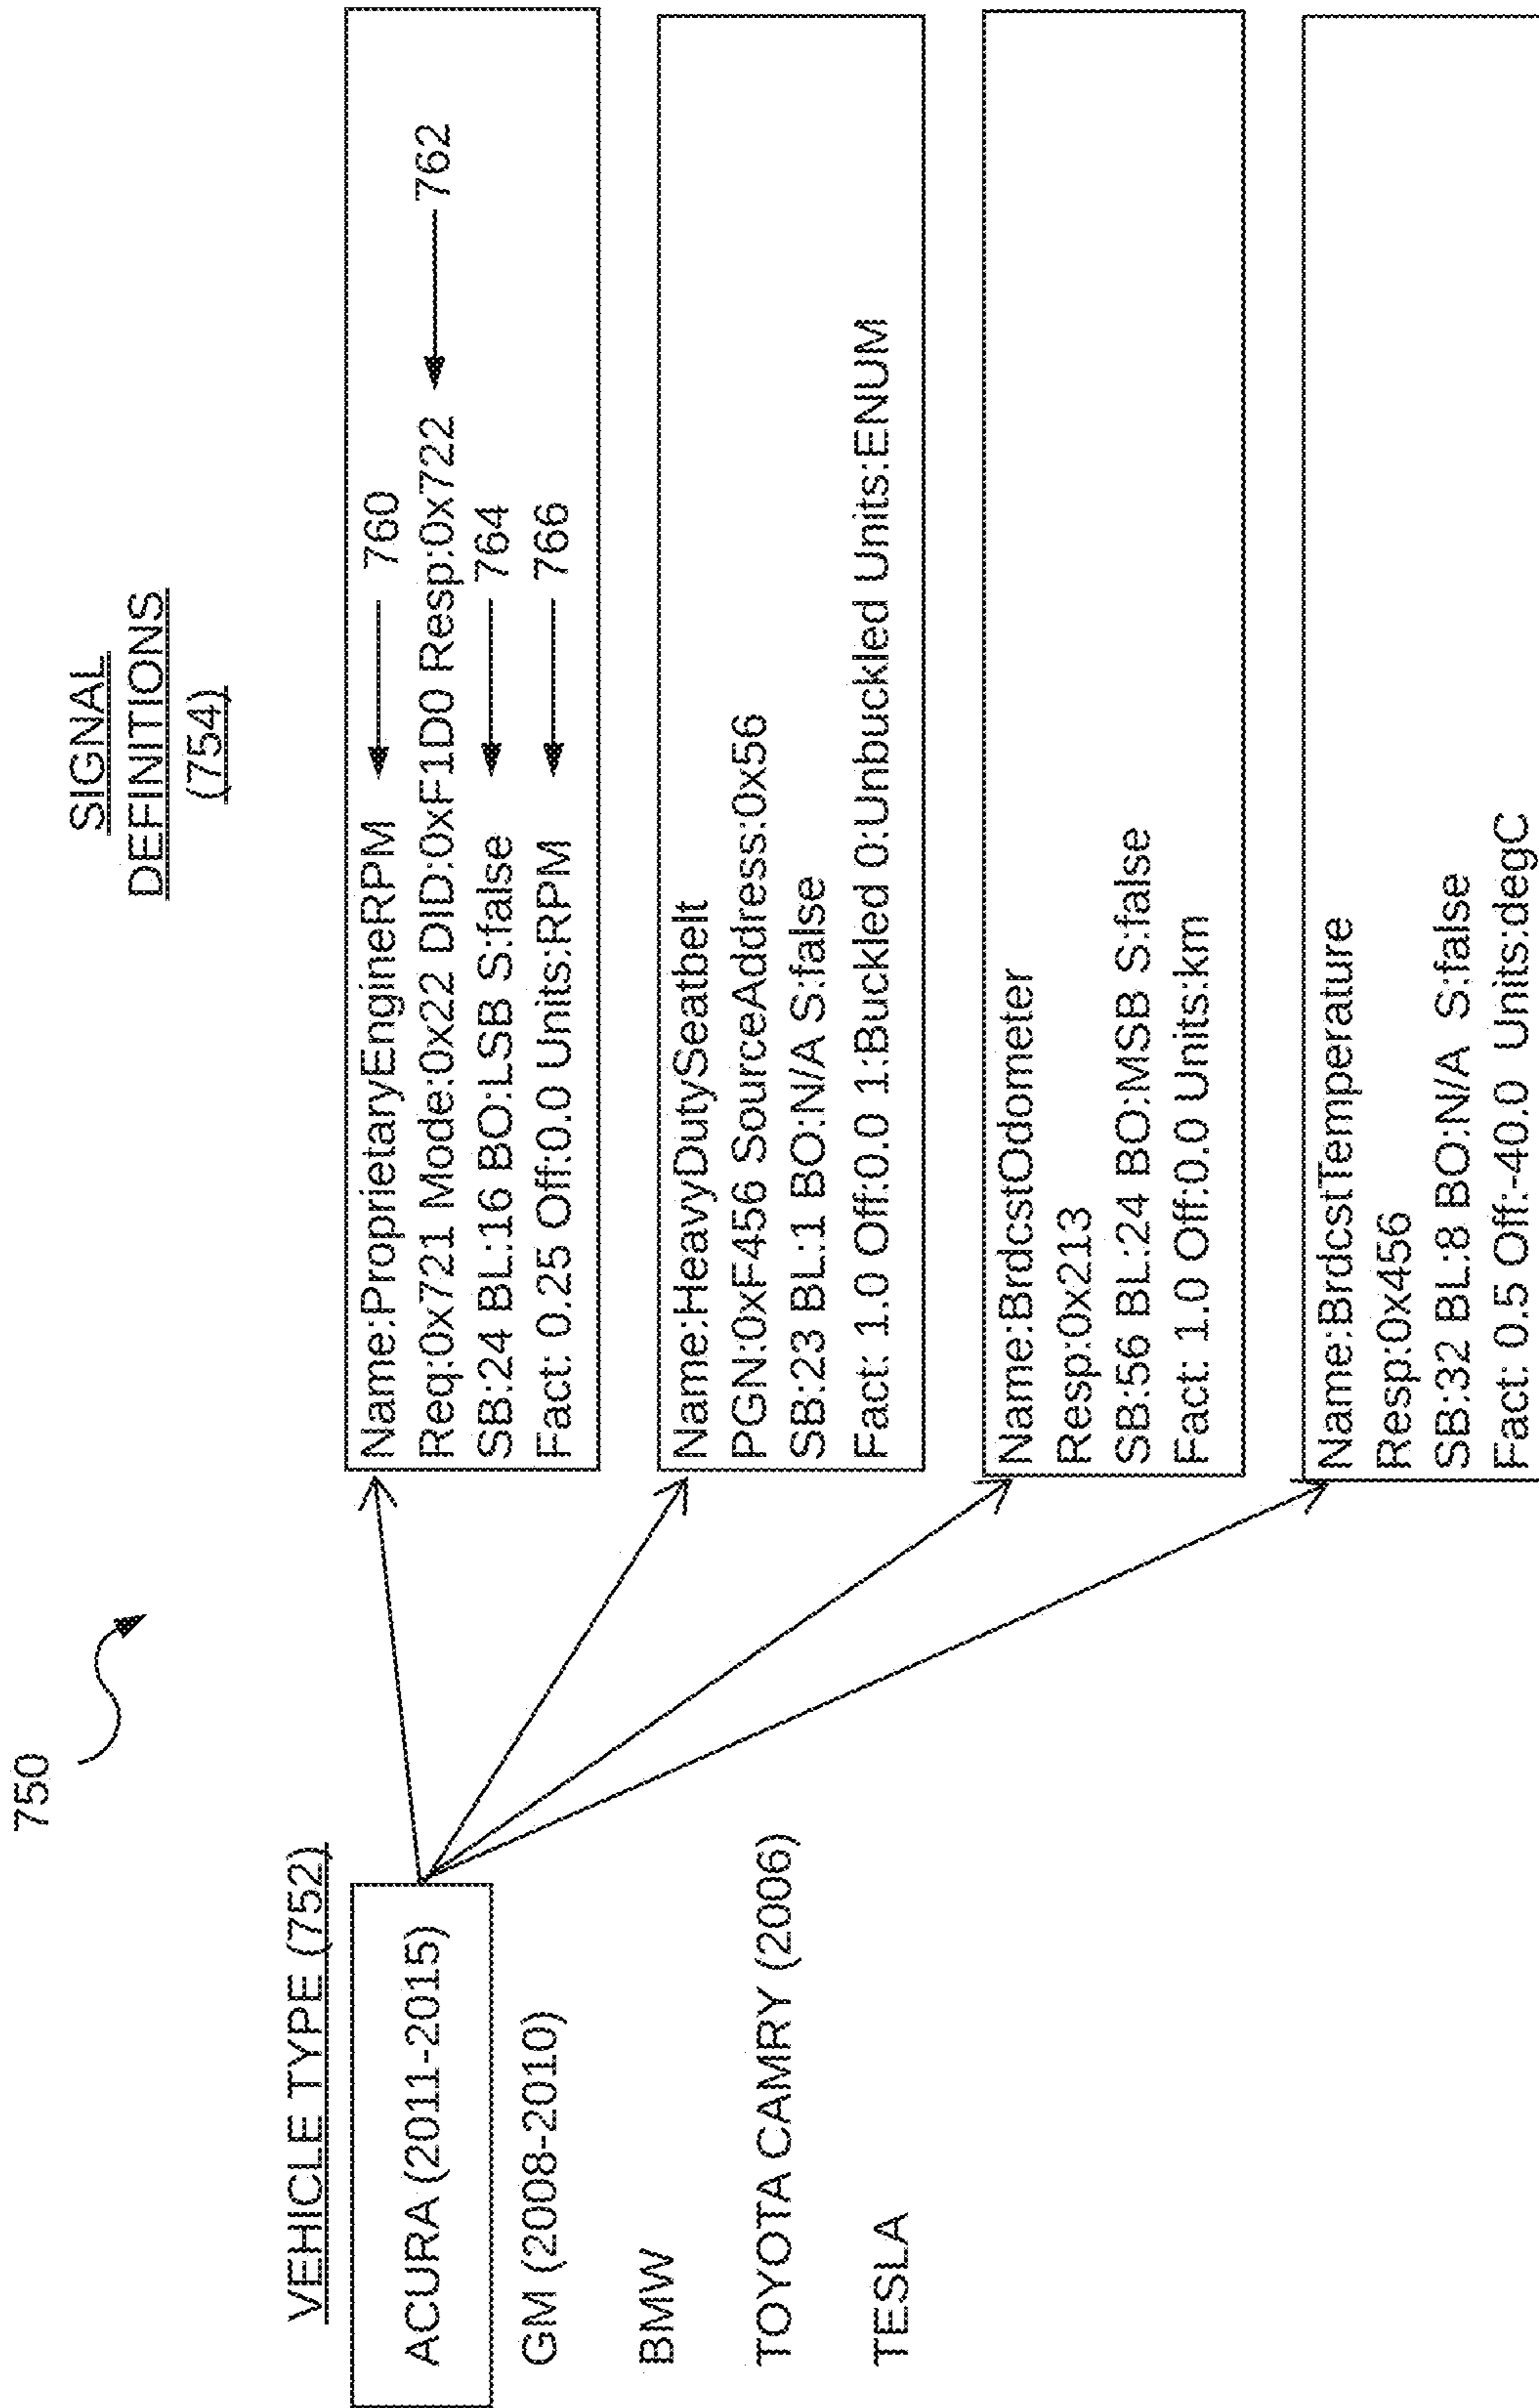 750
VEHICLE TYPE (752)
ACURA (2011-2015)
GM (2008-2010)
BMW
TOYOTA CAMRY (2006)
TESLA
SIGNAL
DEFINITIONS
(754)
Name:ProprietaryEngineRPM 760
Req:0x721 Mode:0x22 DID:0xF1D0 Resp:0x722 762
SB:24 BL:16 BO:LSB S:false 764
Fact: 0.25 Off:0.0 Units:RPM 766
Name:HeavyDutySeatbelt
PGN:0xF456 SourceAddress:0x56
SB:23 BL:1 BO:N/A S:false
Fact: 1.0 Off:0.0 1:Buckled 0:Unbuckled Units:ENUM
Name:BrdcstOdometer
Resp:0x213
SB:56 BL:24 BO:MSB S:false
Fact: 1.0 Off:0.0 Units:km
Name:BrdcstTemperature
Resp:0x456
SB:32 BL:8 BO:N/A S:false
Fact: 0.5 Off:-40.0 Units:degC